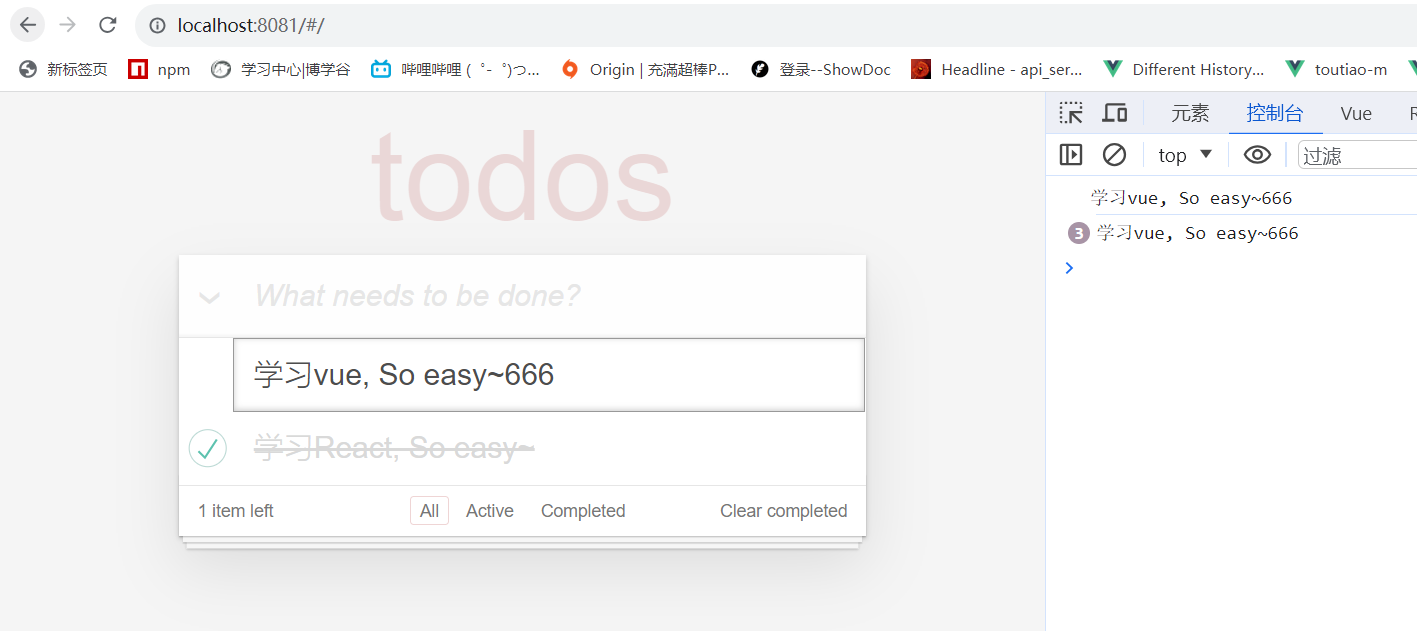 localhost:8081/#/
新标签页 npm 学习中心|博学谷 哔哩哔哩 (゜-゜)つ... Origin | 充满超棒P... 登录--ShowDoc Headline - api_ser... Different History... toutiao-m
todos
What needs to be done?
学习vue, So easy~666
学习React, So easy~
1 item left All Active Completed Clear completed
元素 控制台 Vue
top 过滤
学习vue, So easy~666
3 学习vue, So easy~666